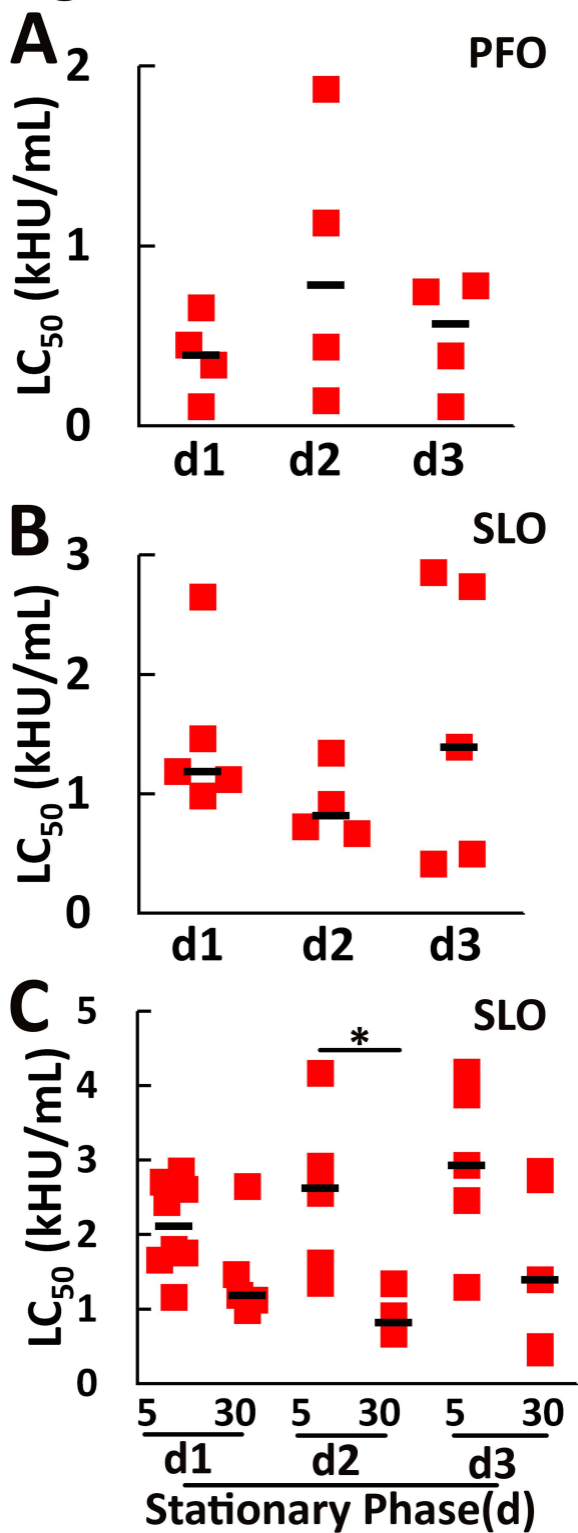 A
PFO
LC50 (kHU/mL)
2
1
0
d1 d2 d3
B
SLO
LC50 (kHU/mL)
3
2
1
0
d1 d2 d3
C
SLO
LC50 (kHU/mL)
5
4
3
2
1
0
*
5 30 5 30 5 30
d1 d2 d3
Stationary Phase(d)